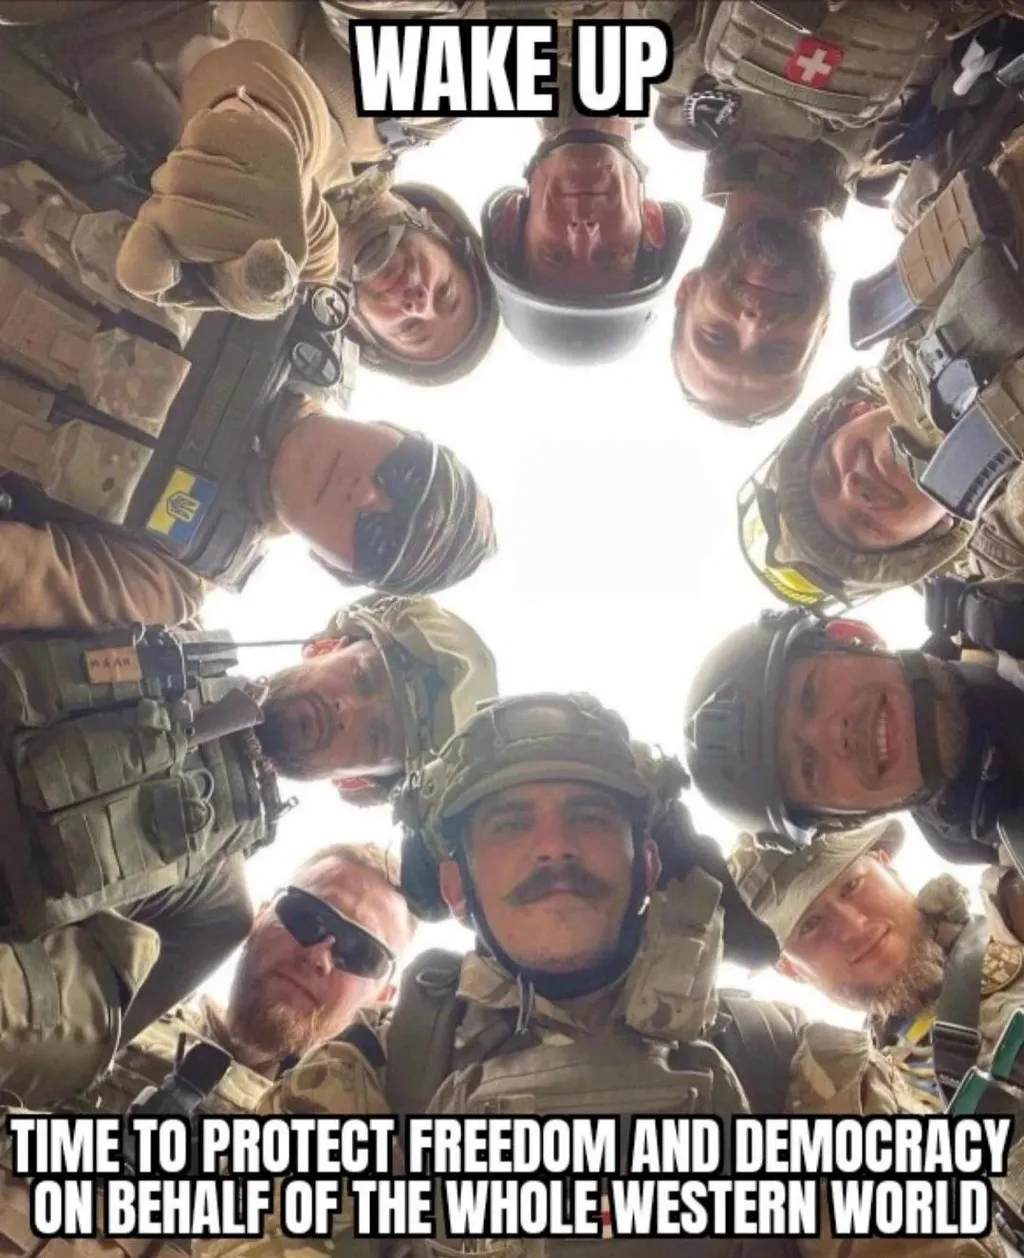 WAKE UP
TIME TO PROTECT FREEDOM AND DEMOCRACY
ON BEHALF OF THE WHOLE WESTERN WORLD